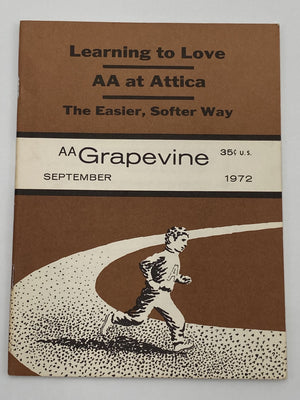 Learning to Love
AA at Attica
The Easier, Softer Way
AA Grapevine 35¢ U.S.
SEPTEMBER 1972